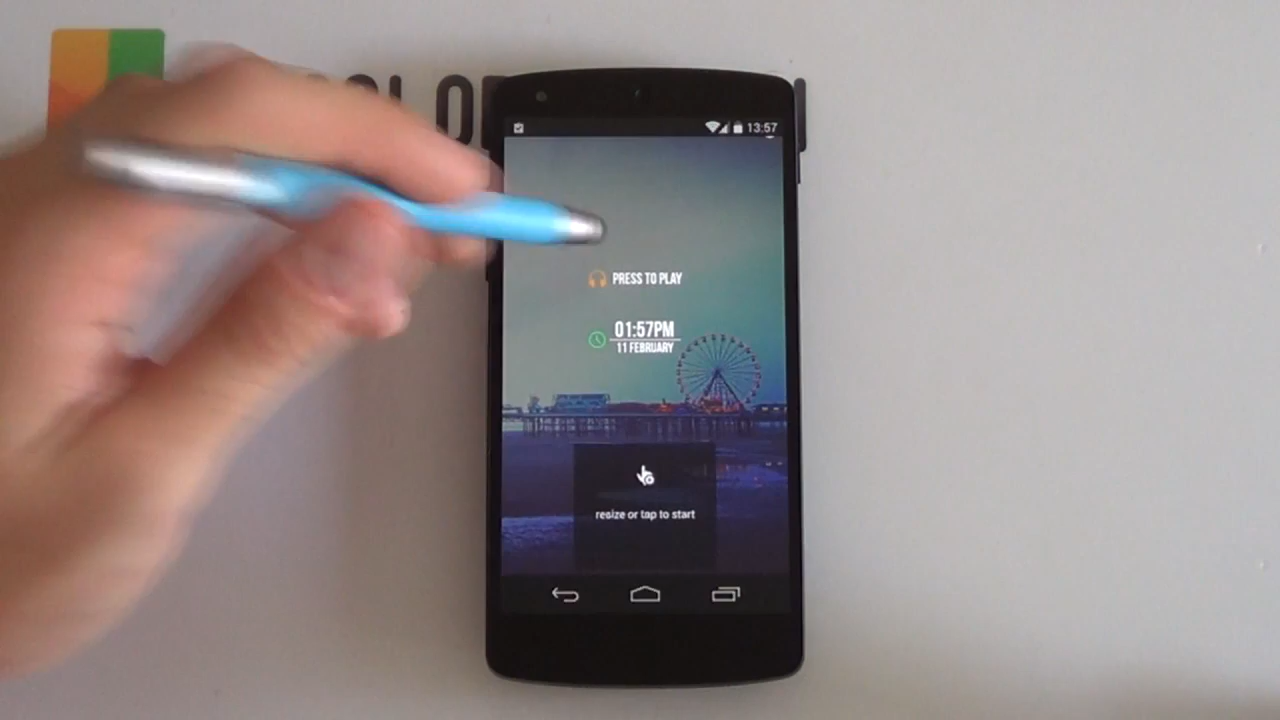 13:57
PRESS TO PLAY
01:57PM
11 FEBRUARY
resize or tap to start